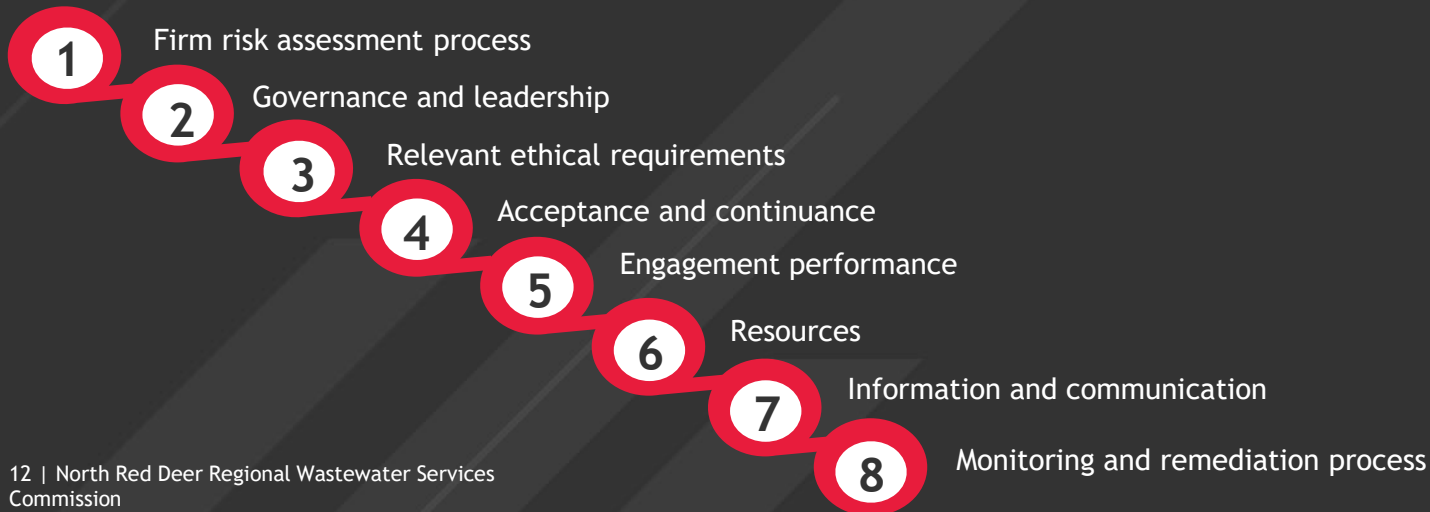 1
Firm risk assessment process
2
Governance and leadership
3
Relevant ethical requirements
4
Acceptance and continuance
5
Engagement performance
6
Resources
7
Information and communication
8
Monitoring and remediation process
12 | North Red Deer Regional Wastewater Services
Commission